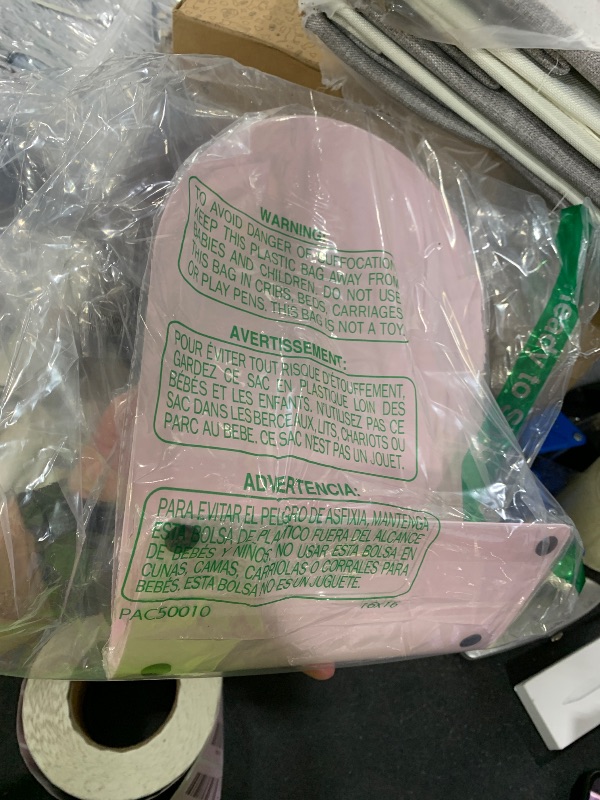 WARNING:
TO AVOID DANGER OF SUFFOCATION
KEEP THIS PLASTIC BAG AWAY FROM
BABIES AND CHILDREN. DO NOT USE
THIS BAG IN CRIBS, BEDS, CARRIAGES
OR PLAY PENS. THIS BAG IS NOT A TOY.
AVERTISSEMENT:
POUR ÉVITER TOUT RISQUE D'ETOUFFEMENT,
GARDEZ CE SAC EN PLASTIQUE LOIN DES
BÉBÉS ET LES ENFANTS. N'UTILISEZ PAS CE
SAC DANS LES BERCEAUX, LITS, CHARIOTS OU
PARC AU BEBE. CE SAC N'EST PAS UN JOUET.
ADVERTENCIA:
PARA EVITAR EL PELIGRO DE ASFIXIA, MANTENGA
ESTA BOLSA DE PLASTICO FUERA DEL ALCANCE
DE BEBÉS Y NIÑOS. NO USAR ESTA BOLSA EN
CUNAS, CAMAS, CARRIOLAS O CORRALES PARA
BEBÉS. ESTA BOLSA NO ES UN JUGUETE.
PAC50010 16x16
ready to